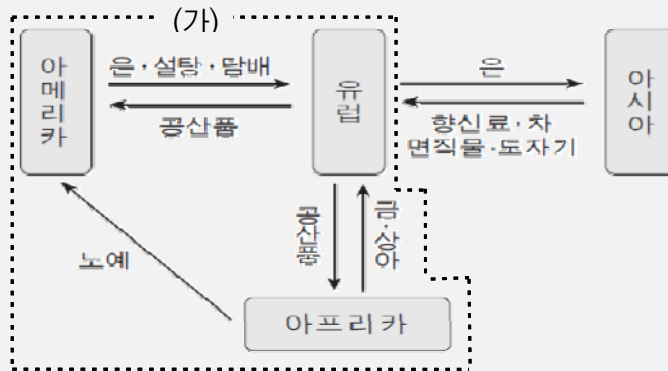 (가)
아메리카
은·설탕·담배
공산품
유럽
은
향신료·차
면직물·도자기
아시아
공산품
금·상아
노예
아프리카